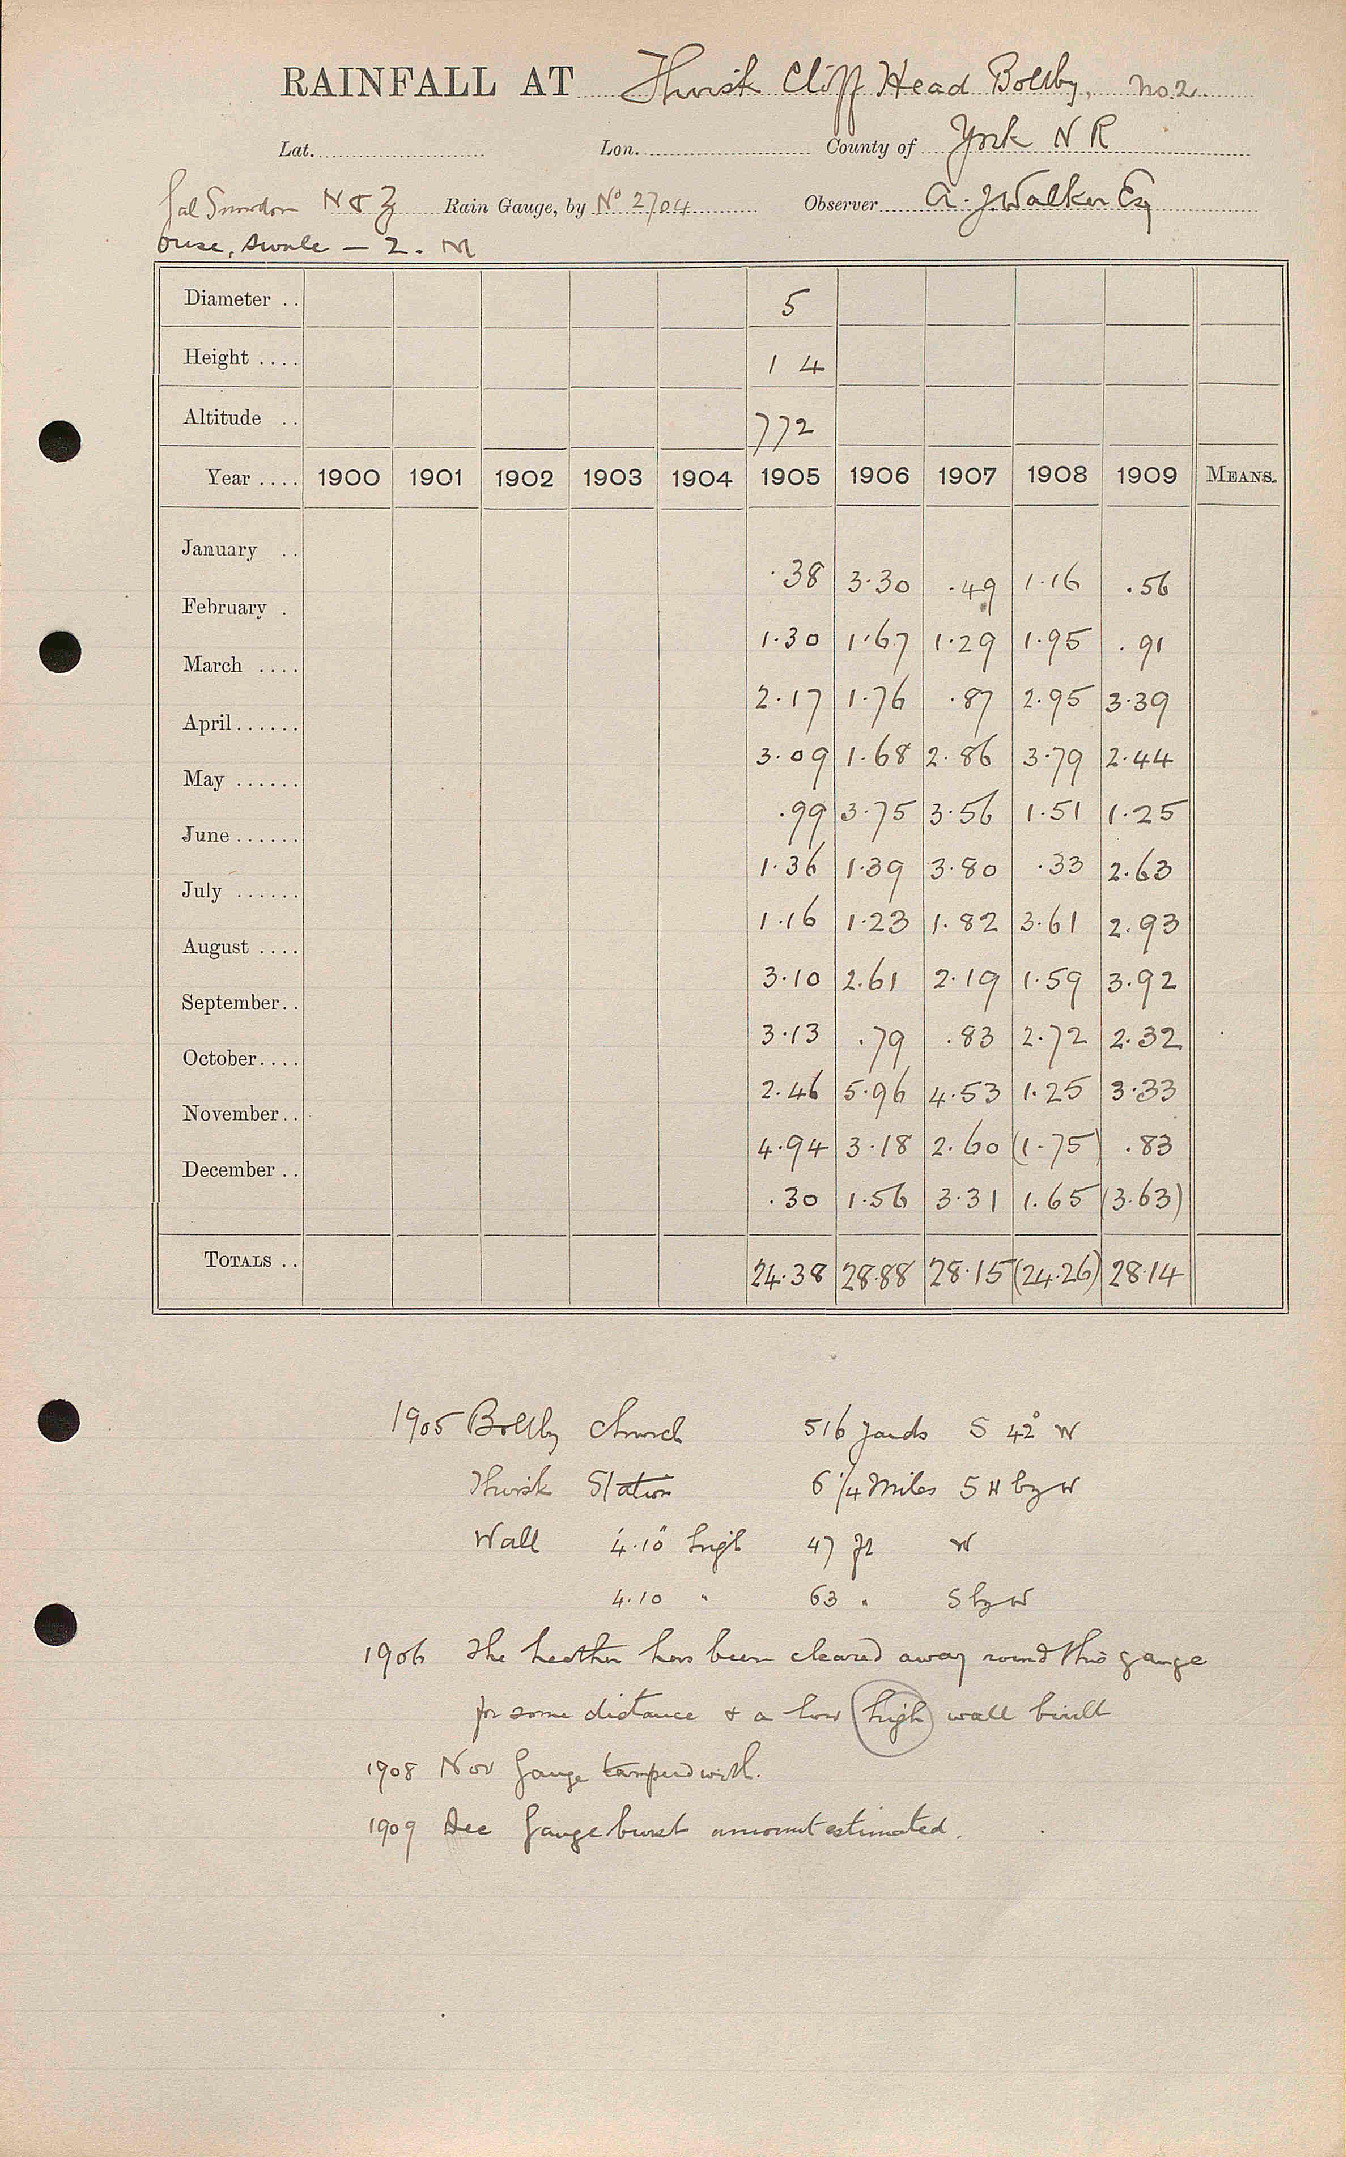 RAINFALL AT Thirsk Cliff Head Boltby, No 2
Lat. Lon. County of York N R
Gal Snowdon N & Z Rain Gauge, by No 2704 Observer A. J Walker Esq
Ouse, Swale — 2. M
Diameter .. 5
Height .... 1 4
Altitude .. 772
Year .... 1900 1901 1902 1903 1904 1905 1906 1907 1908 1909 MEANS.
January .. .38 3.30 .49 1.16 .56
February . 1.30 1.67 1.29 1.95 .91
March .... 2.17 1.76 .87 2.95 3.39
April ...... 3.09 1.68 2.86 3.79 2.44
May ...... .99 3.75 3.56 1.51 1.25
June ...... 1.36 1.39 3.80 .33 2.63
July ...... 1.16 1.23 1.82 3.61 2.93
August .... 3.10 2.61 2.19 1.59 3.92
September.. 3.13 .79 .83 2.72 2.32
October.... 2.46 5.96 4.53 1.25 3.33
November.. 4.94 3.18 2.60 (1.75) .83
December .. .30 1.56 3.31 1.65 (3.63)
TOTALS .. 24.38 28.88 28.15 (24.26) 28.14
1905 Boltby Church 516 yards S 42° W
Thirsk Station 6 1/4 Miles S W by W
Wall 4'.10" high 47 ft W
4.10 " 63 " S by W
1906 The heather has been cleared away round this gauge
for some distance & a low (high) wall built
1908 Nov Gauge tampered with.
1909 Dec Gauge burst amount estimated.